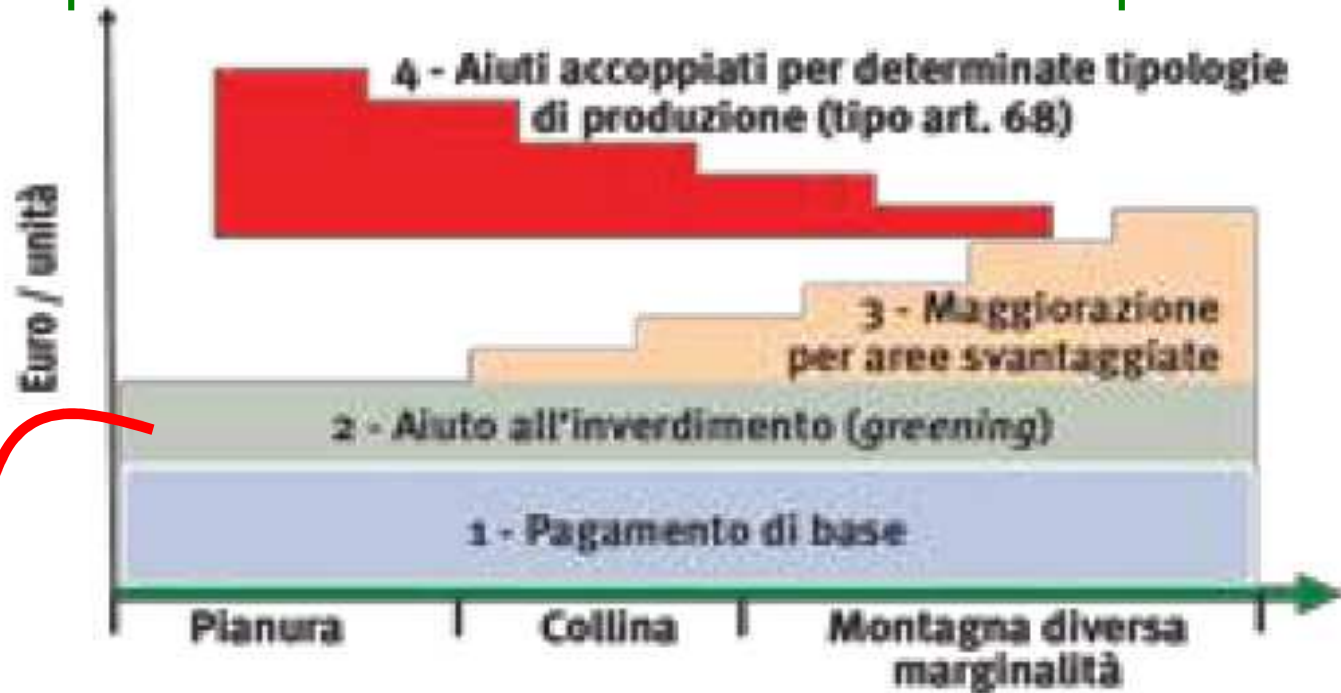 4 - Aiuti accoppiati per determinate tipologie
di produzione (tipo art. 68)
Euro / unità
3 - Maggiorazione
per aree svantaggiate
2 - Aiuto all'inverdimento (greening)
1 - Pagamento di base
Pianura
Collina
Montagna diversa
marginalità